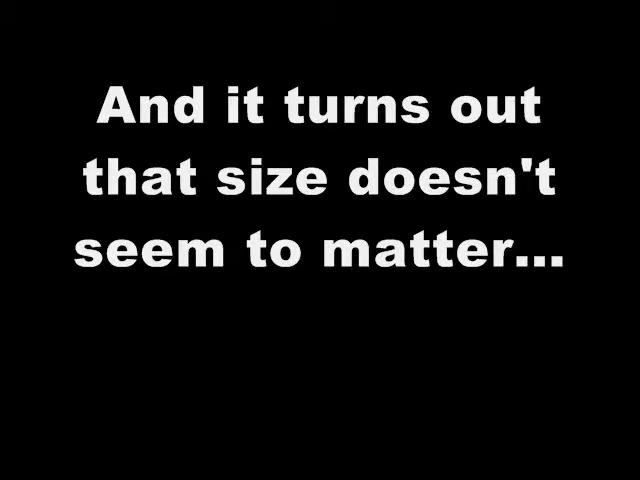 And it turns out
that size doesn't
seem to matter...